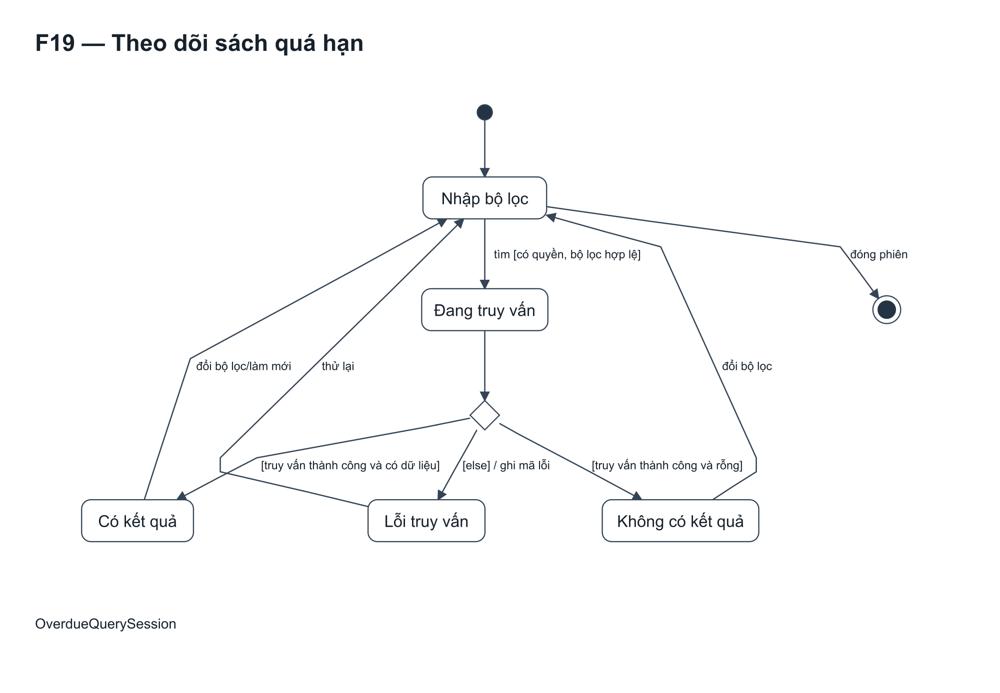 F19 — Theo dõi sách quá hạn
Nhập bộ lọc
tìm [có quyền, bộ lọc hợp lệ]
đóng phiên
Đang truy vấn
đổi bộ lọc/làm mới
thử lại
đổi bộ lọc
[truy vấn thành công và có dữ liệu]
[else] / ghi mã lỗi
[truy vấn thành công và rỗng]
Có kết quả
Lỗi truy vấn
Không có kết quả
OverdueQuerySession